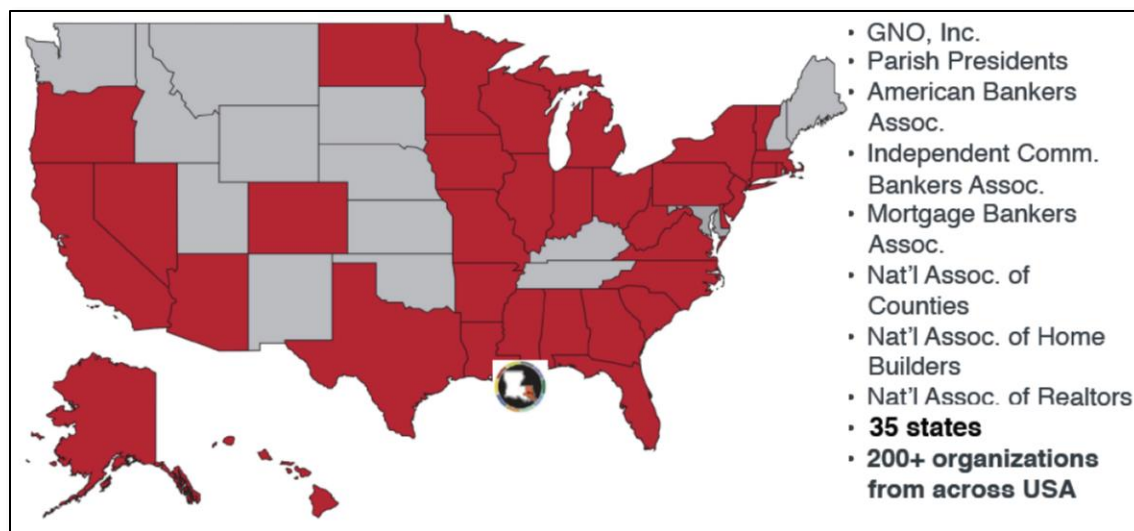 · GNO, Inc.
· Parish Presidents
· American Bankers
Assoc.
· Independent Comm.
Bankers Assoc.
· Mortgage Bankers
Assoc.
· Nat'l Assoc. of
Counties
· Nat'l Assoc. of Home
Builders
· Nat'l Assoc. of Realtors
· 35 states
· 200+ organizations
from across USA